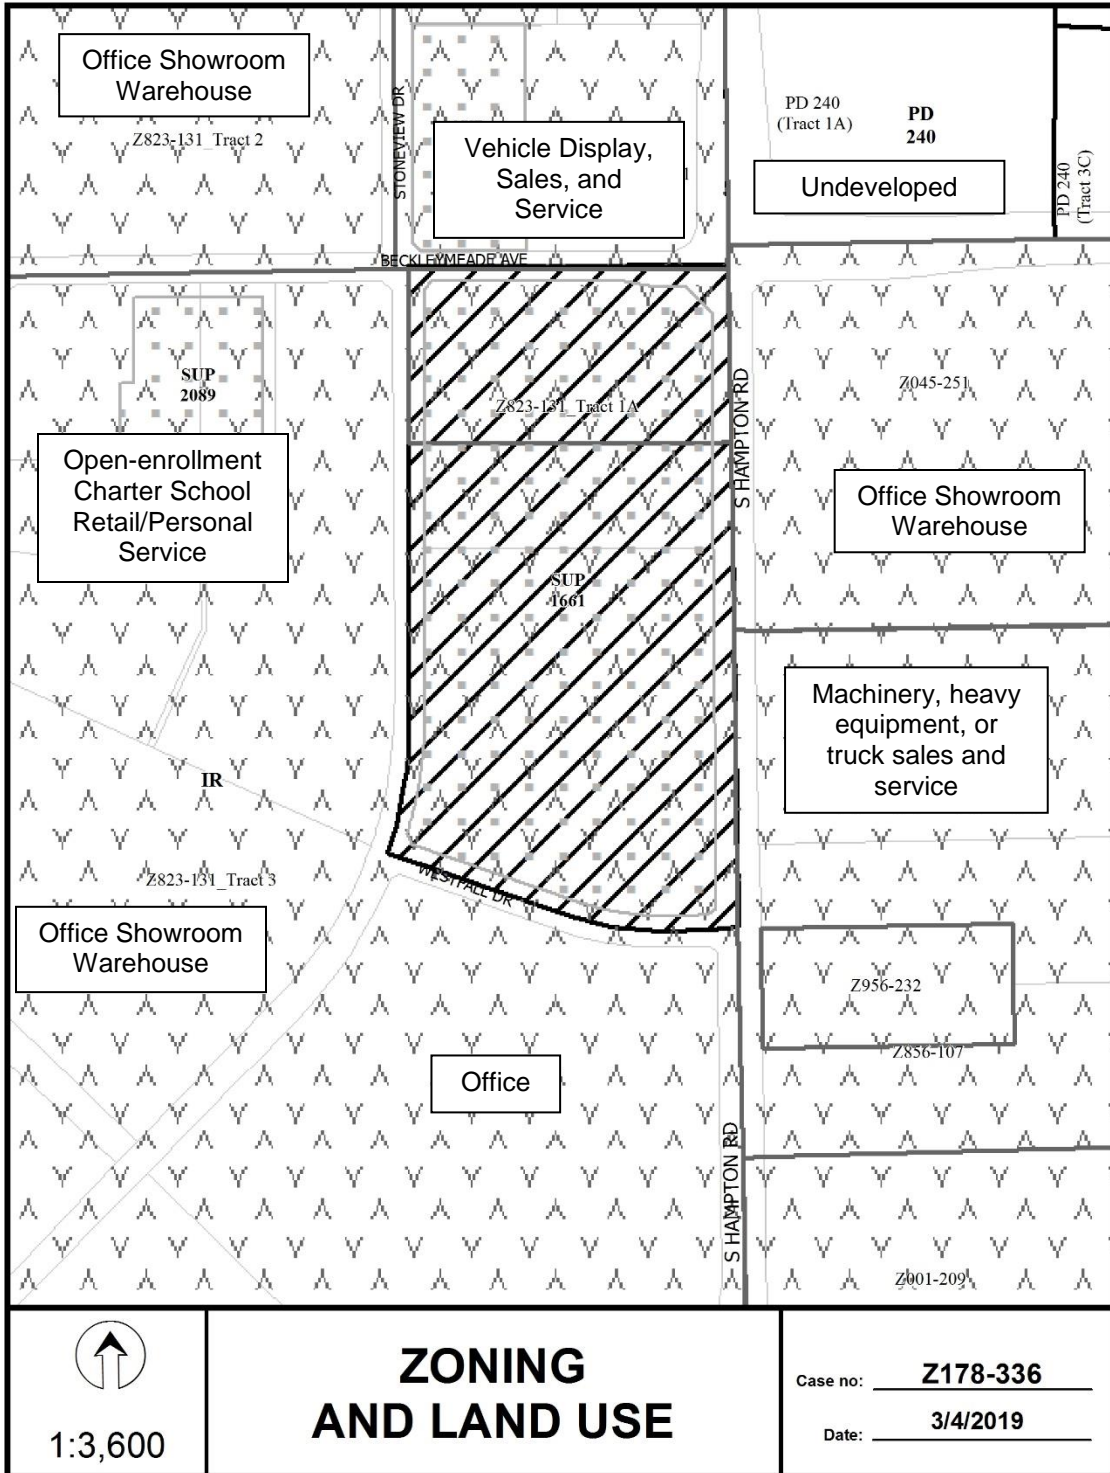 Office Showroom
Warehouse
Z823-131_Tract 2
STONEVIEW DR
Vehicle Display,
Sales, and
Service
1
PD 240
(Tract 1A)
PD
240
Undeveloped
PD 240
(Tract 3C)
BECKLEYMEADE AVE
SUP
2089
Z823-131_Tract 1A
S HAMPTON RD
Z045-251
Open-enrollment
Charter School
Retail/Personal
Service
Office Showroom
Warehouse
SUP
1661
Machinery, heavy
equipment, or
truck sales and
service
IR
Z823-131_Tract 3
WESTFALL DR
Office Showroom
Warehouse
Z956-232
Z856-107
Office
S HAMPTON RD
Z001-209
1:3,600
ZONING
AND LAND USE
Case no: Z178-336
Date: 3/4/2019